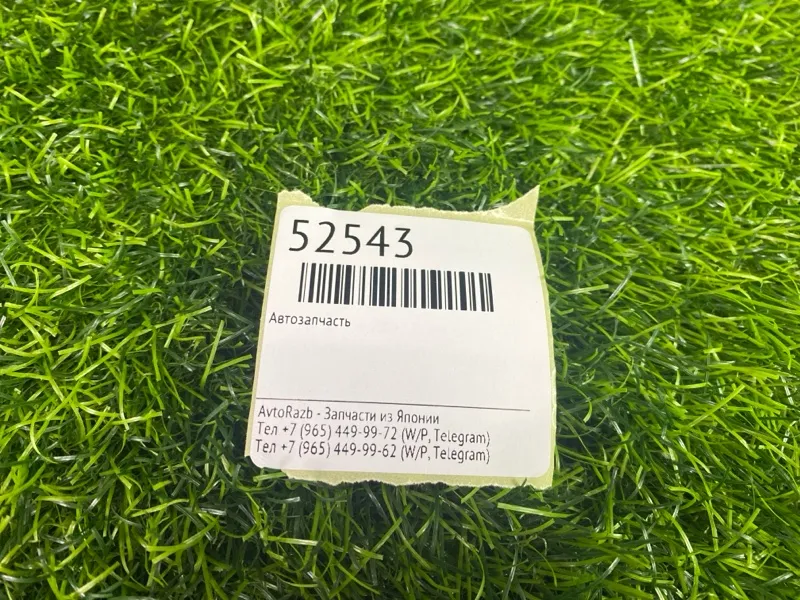 52543
Автозапчасть
AvtoRazb - Запчасти из Японии
Тел +7 (965) 449-99-72 (W/P, Telegram)
Тел +7 (965) 449-99-62 (W/P, Telegram)